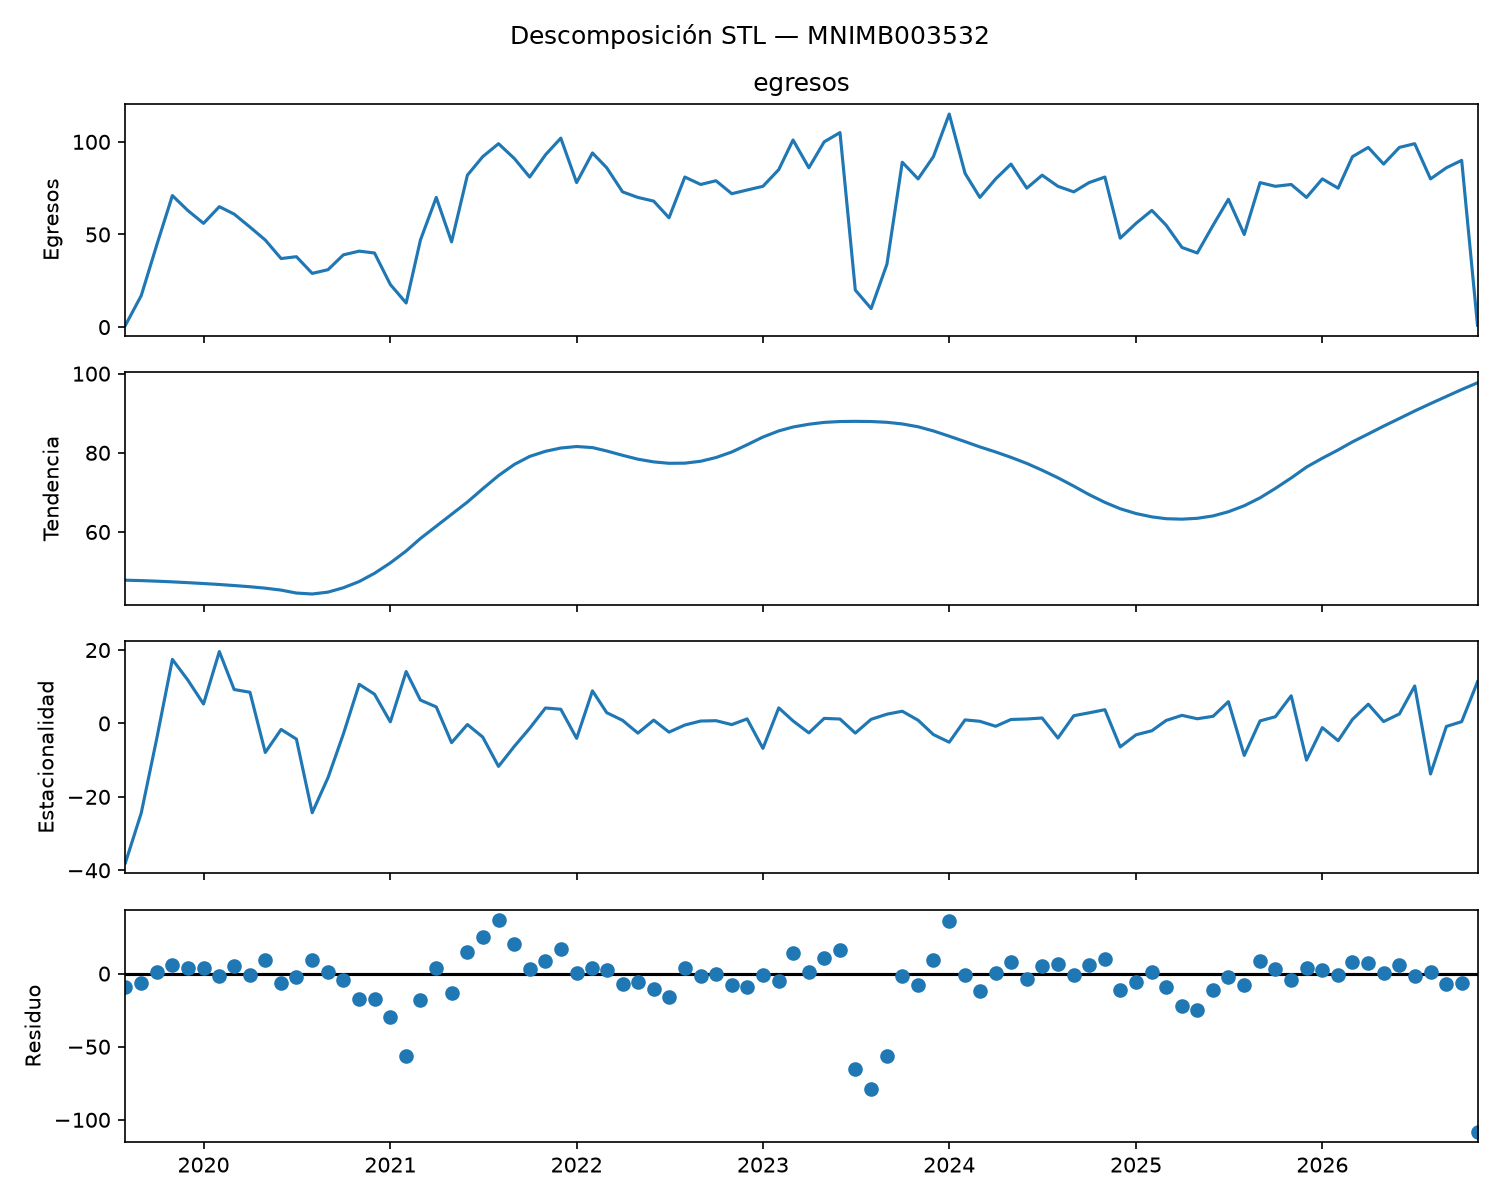 Descomposición STL — MNIMB003532
egresos
Egresos
100
50
0
Tendencia
100
80
60
Estacionalidad
20
0
−20
−40
Residuo
0
−50
−100
2020 2021 2022 2023 2024 2025 2026